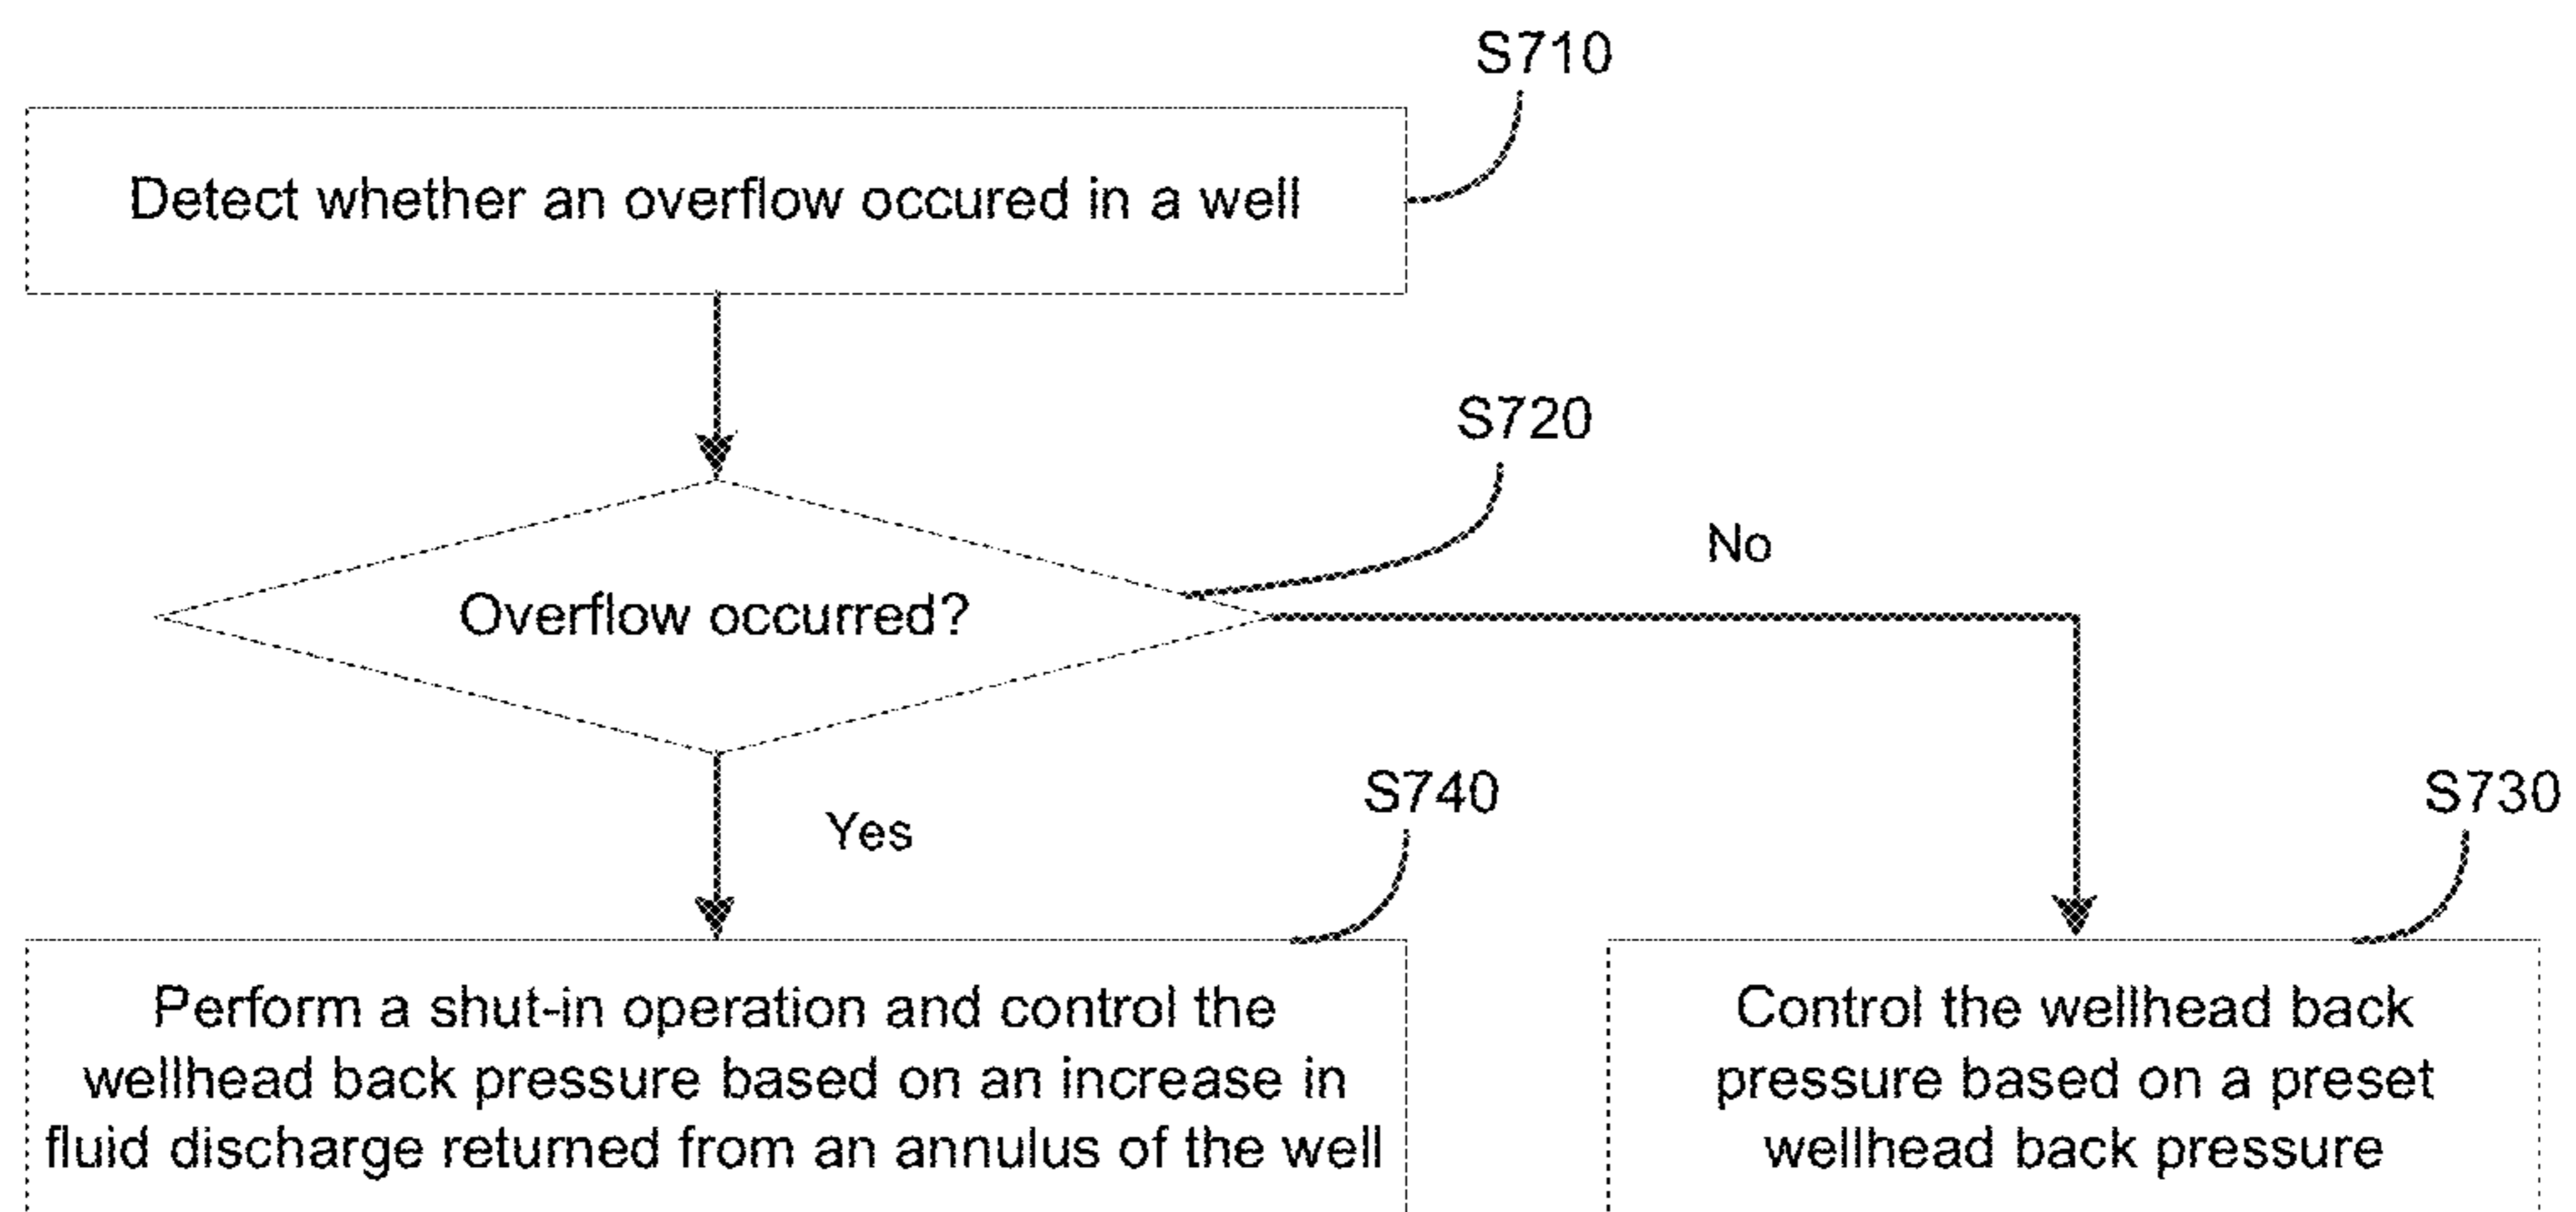 S710
Detect whether an overflow occured in a well
S720
Overflow occurred?
No
Yes
S740
S730
Perform a shut-in operation and control the
wellhead back pressure based on an increase in
fluid discharge returned from an annulus of the well
Control the wellhead back
pressure based on a preset
wellhead back pressure